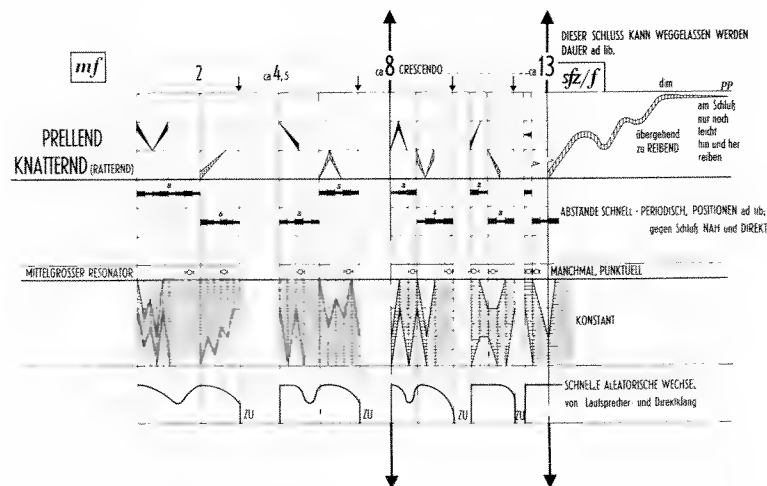 DIESER SCHLUSS KANN WEGGELASSEN WERDEN
DAUER ad lib.
mf
2
ca 4,5
ca 8 CRESCENDO
ca 13
sfz/f
dim
PP
PRELLEND
KNATTERND (RATTERND)
übergehend
zu REIBEND
am Schluß
nur noch
leicht
hin und her
reiben
ABSTÄNDE SCHNELL - PERIODISCH, POSITIONEN ad lib.
gegen Schluß NAH und DIREKT
MITTELGROSSER RESONATOR
MANCHMAL, PUNKTUELL
KONSTANT
SCHNELLE ALEATORISCHE WECHSEL
von Lautsprecher- und Direktklang
ZU
ZU
ZU
ZU